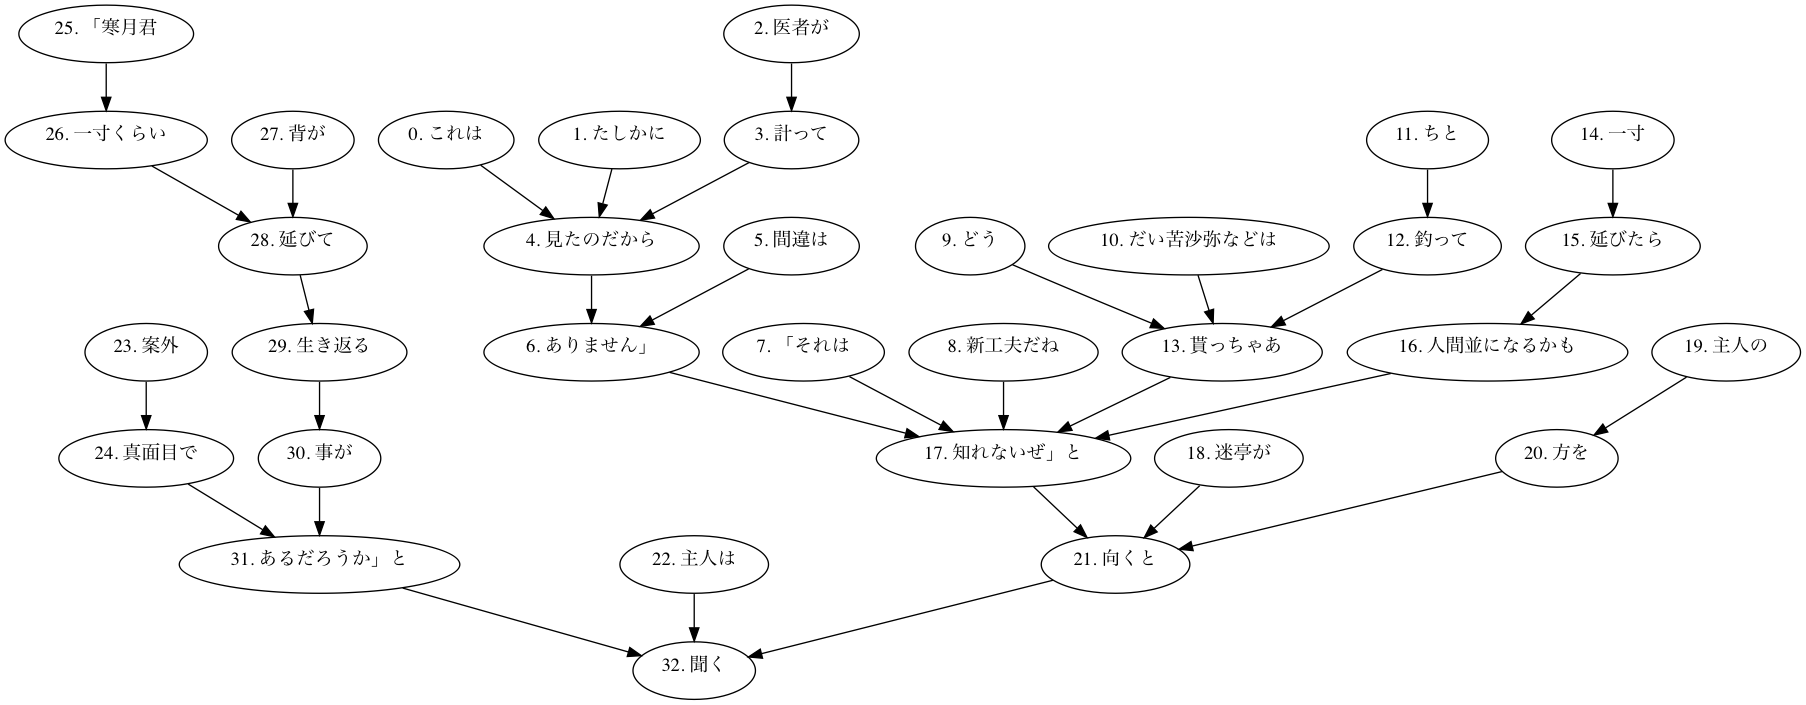 25. 「寒月君
2. 医者が
26. 一寸くらい
27. 背が
0. これは
1. たしかに
3. 計って
11. ちと
14. 一寸
28. 延びて
4. 見たのだから
5. 間違は
9. どう
10. だい苦沙弥などは
12. 釣って
15. 延びたら
23. 案外
29. 生き返る
6. ありません」
7. 「それは
8. 新工夫だね
13. 貰っちゃあ
16. 人間並になるかも
19. 主人の
24. 真面目で
30. 事が
17. 知れないぜ」と
18. 迷亭が
20. 方を
31. あるだろうか」と
22. 主人は
21. 向くと
32. 聞く